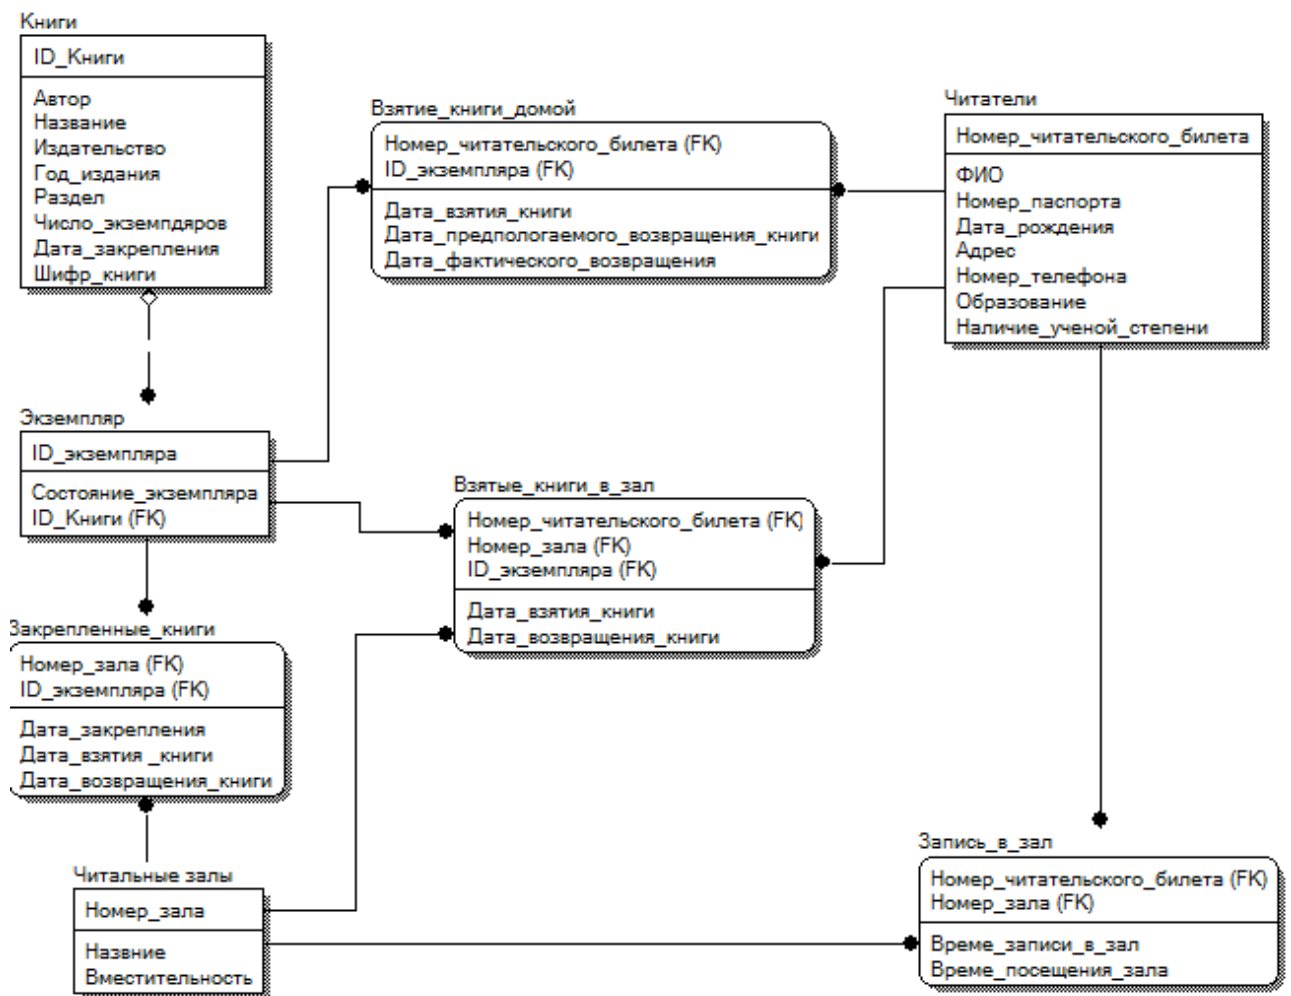 Книги
ID_Книги
Автор
Название
Издательство
Год_издания
Раздел
Число_экземпдяров
Дата_закрепления
Шифр_книги
Взятие_книги_домой
Номер_читательского_билета (FK)
ID_экземпляра (FK)
Дата_взятия_книги
Дата_предпологаемого_возвращения_книги
Дата_фактического_возвращения
Читатели
Номер_читательского_билета
ФИО
Номер_паспорта
Дата_рождения
Адрес
Номер_телефона
Образование
Наличие_ученой_степени
Экземпляр
ID_экземпляра
Состояние_экземпляра
ID_Книги (FK)
Взятые_книги_в_зал
Номер_читательского_билета (FK)
Номер_зала (FK)
ID_экземпляра (FK)
Дата_взятия_книги
Дата_возвращения_книги
Закрепленные_книги
Номер_зала (FK)
ID_экземпляра (FK)
Дата_закрепления
Дата_взятия _книги
Дата_возвращения_книги
Читальные залы
Номер_зала
Назвние
Вместительность
Запись_в_зал
Номер_читательского_билета (FK)
Номер_зала (FK)
Време_записи_в_зал
Време_посещения_зала